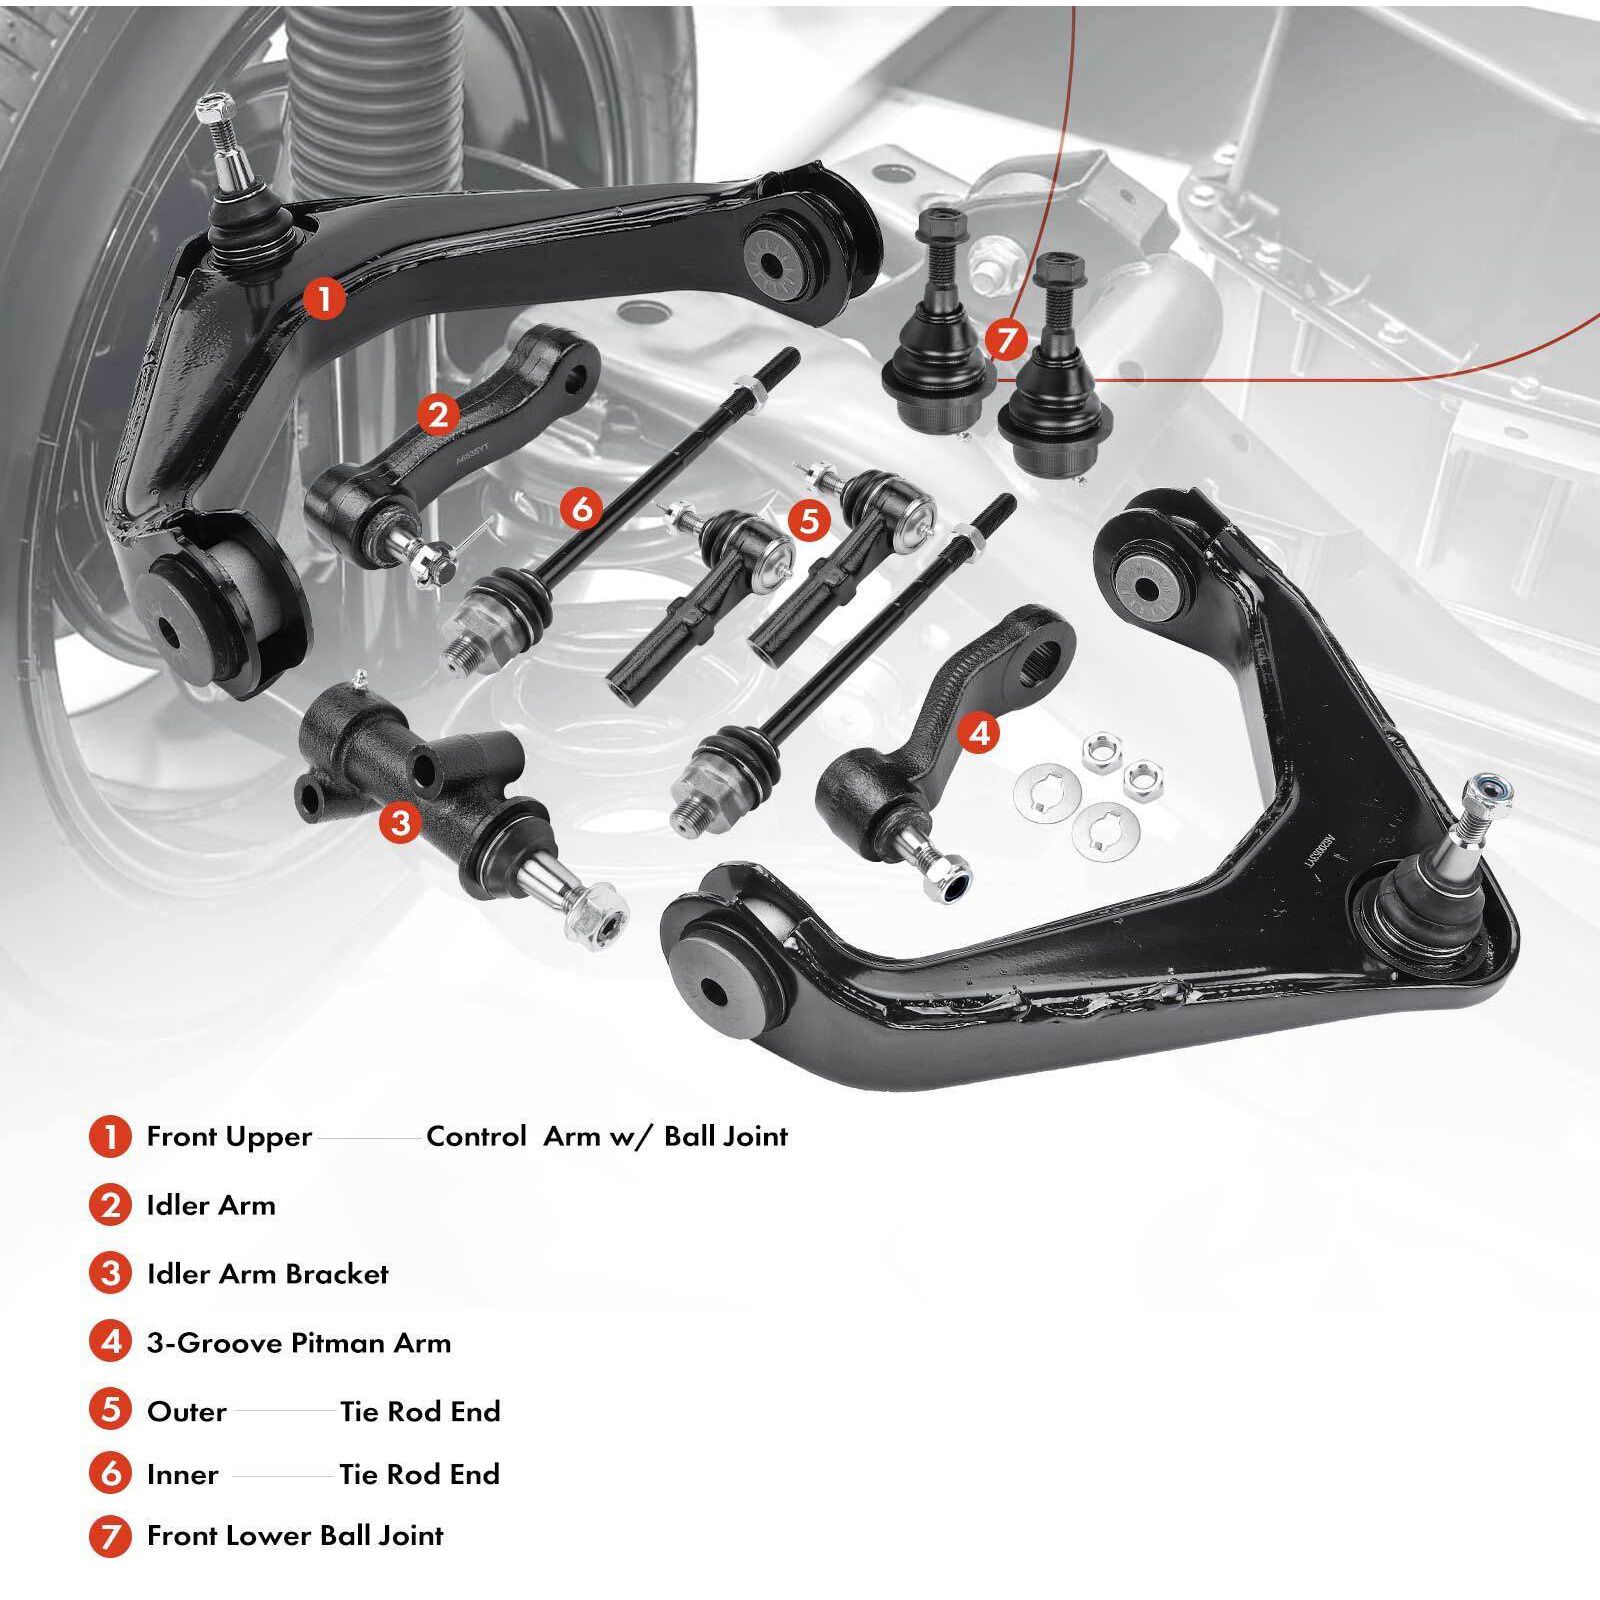 1
7
2
6
5
4
3
1 Front Upper Control Arm w/ Ball Joint
2 Idler Arm
3 Idler Arm Bracket
4 3-Groove Pitman Arm
5 Outer Tie Rod End
6 Inner Tie Rod End
7 Front Lower Ball Joint